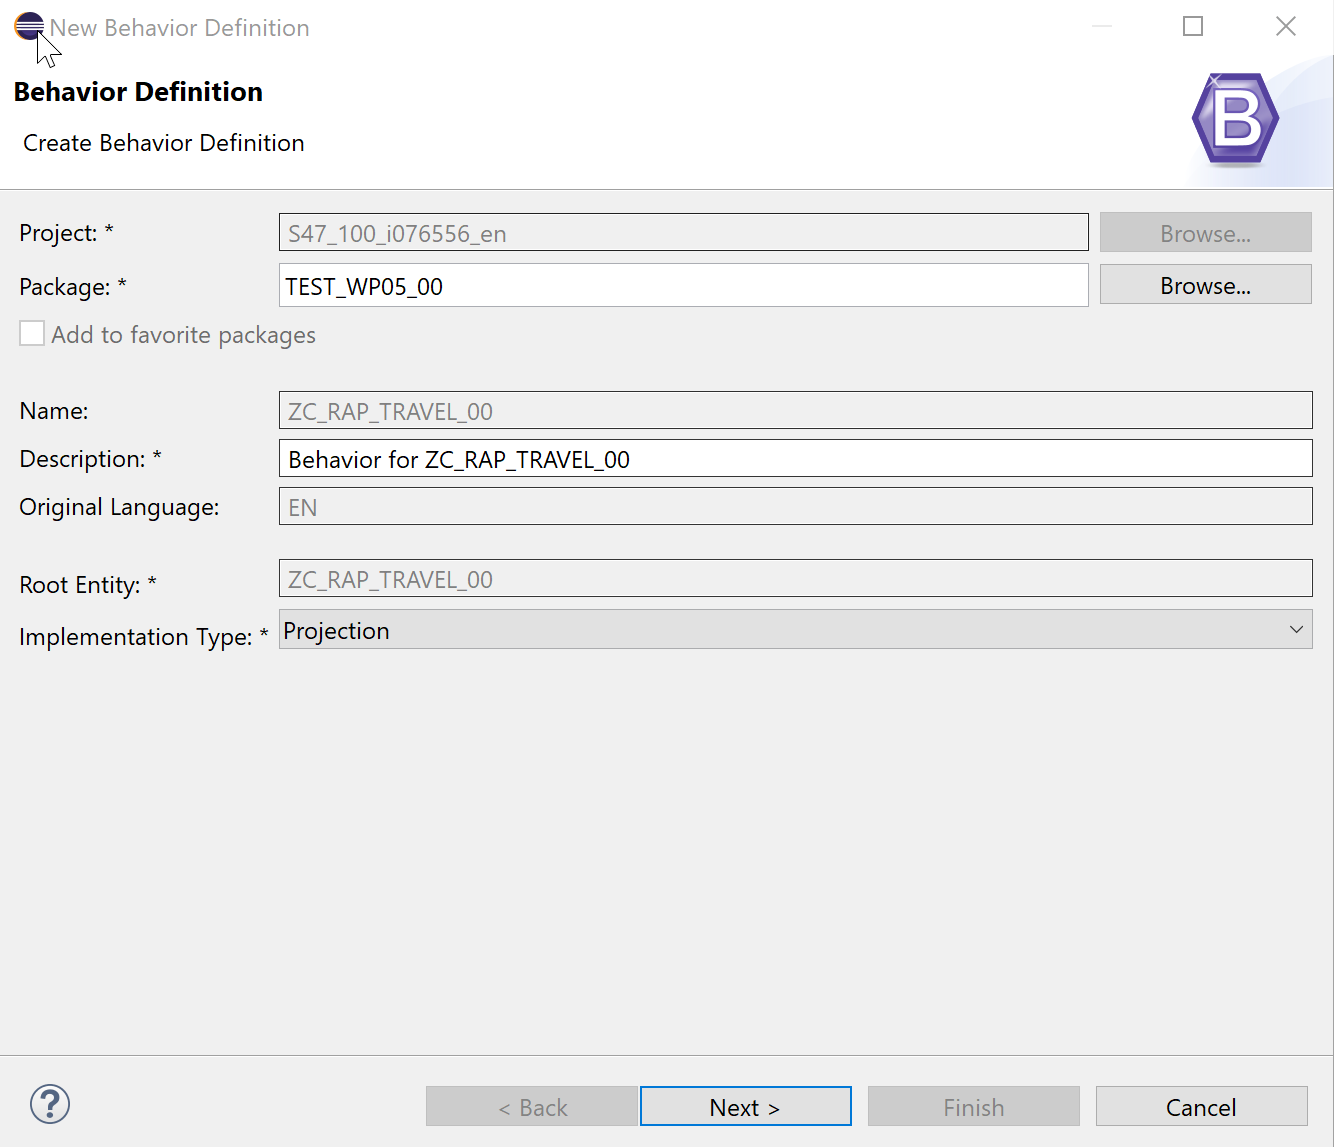 New Behavior Definition
Behavior Definition
Create Behavior Definition
B
Project: * S47_100_i076556_en Browse...
Package: * TEST_WP05_00 Browse...
Add to favorite packages
Name: ZC_RAP_TRAVEL_00
Description: * Behavior for ZC_RAP_TRAVEL_00
Original Language: EN
Root Entity: * ZC_RAP_TRAVEL_00
Implementation Type: * Projection
? < Back Next > Finish Cancel